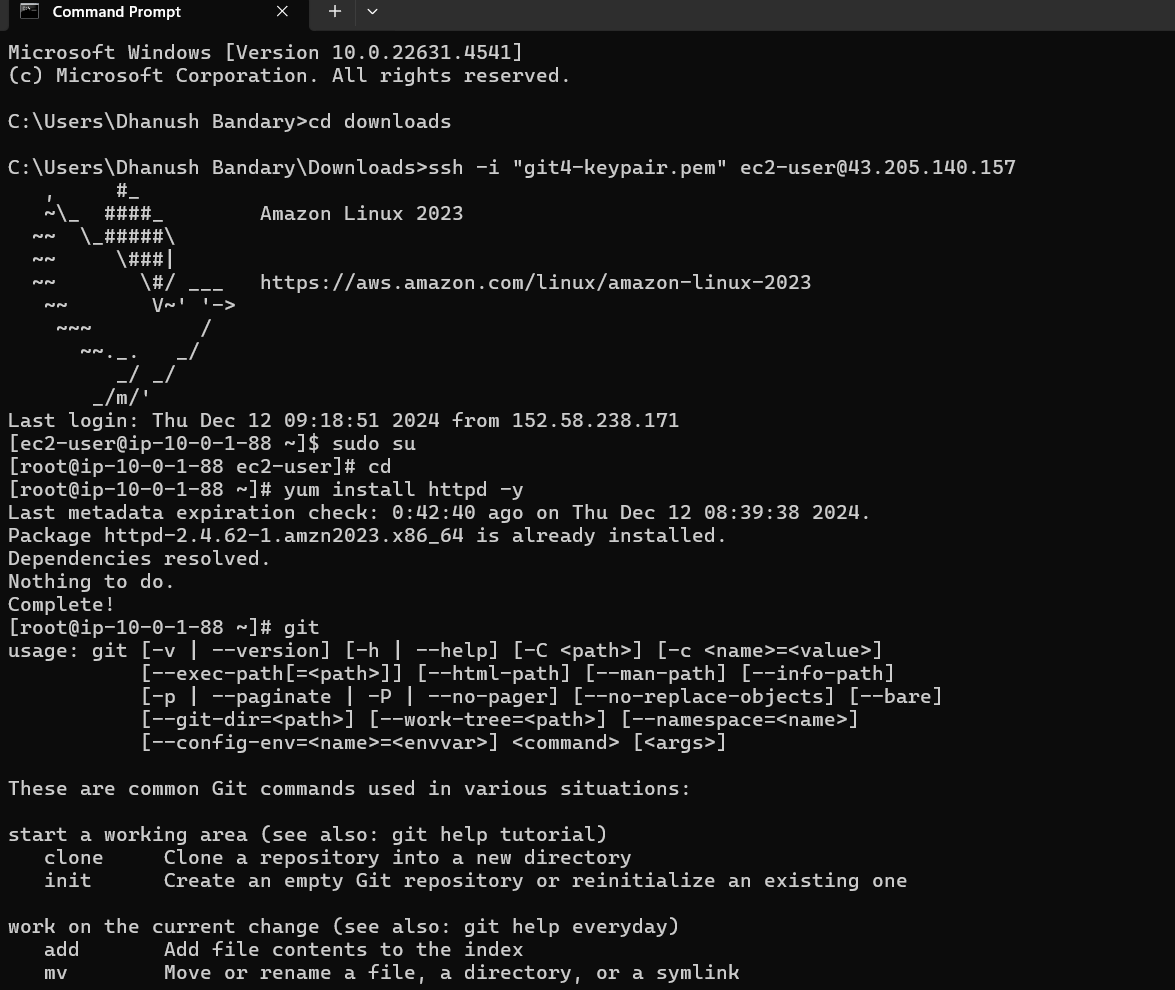 Command Prompt
Microsoft Windows [Version 10.0.22631.4541]
(c) Microsoft Corporation. All rights reserved.

C:\Users\Dhanush Bandary>cd downloads

C:\Users\Dhanush Bandary\Downloads>ssh -i "git4-keypair.pem" ec2-user@43.205.140.157
   ,     #_
   ~\_  ####_        Amazon Linux 2023
  ~~  \_#####\
  ~~     \###|
  ~~       \#/ ___   https://aws.amazon.com/linux/amazon-linux-2023
   ~~       V~' '->
    ~~~         /
      ~~._.   _/
         _/ _/
       _/m/'
Last login: Thu Dec 12 09:18:51 2024 from 152.58.238.171
[ec2-user@ip-10-0-1-88 ~]$ sudo su
[root@ip-10-0-1-88 ec2-user]# cd
[root@ip-10-0-1-88 ~]# yum install httpd -y
Last metadata expiration check: 0:42:40 ago on Thu Dec 12 08:39:38 2024.
Package httpd-2.4.62-1.amzn2023.x86_64 is already installed.
Dependencies resolved.
Nothing to do.
Complete!
[root@ip-10-0-1-88 ~]# git
usage: git [-v | --version] [-h | --help] [-C <path>] [-c <name>=<value>]
           [--exec-path[=<path>]] [--html-path] [--man-path] [--info-path]
           [-p | --paginate | -P | --no-pager] [--no-replace-objects] [--bare]
           [--git-dir=<path>] [--work-tree=<path>] [--namespace=<name>]
           [--config-env=<name>=<envvar>] <command> [<args>]

These are common Git commands used in various situations:

start a working area (see also: git help tutorial)
   clone     Clone a repository into a new directory
   init      Create an empty Git repository or reinitialize an existing one

work on the current change (see also: git help everyday)
   add       Add file contents to the index
   mv        Move or rename a file, a directory, or a symlink